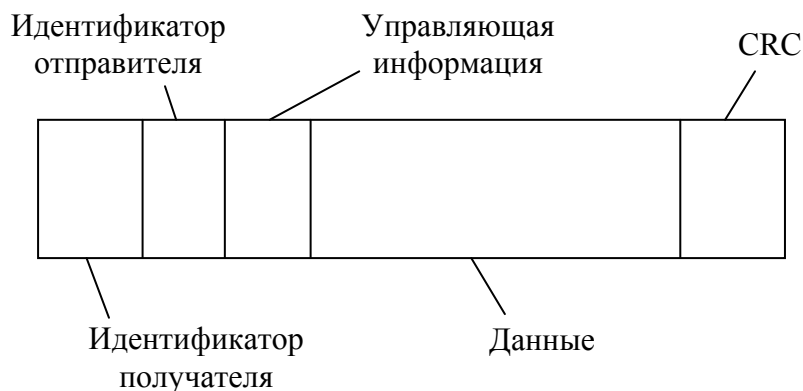 Идентификатор
отправителя
Управляющая
информация
CRC
Идентификатор
получателя
Данные